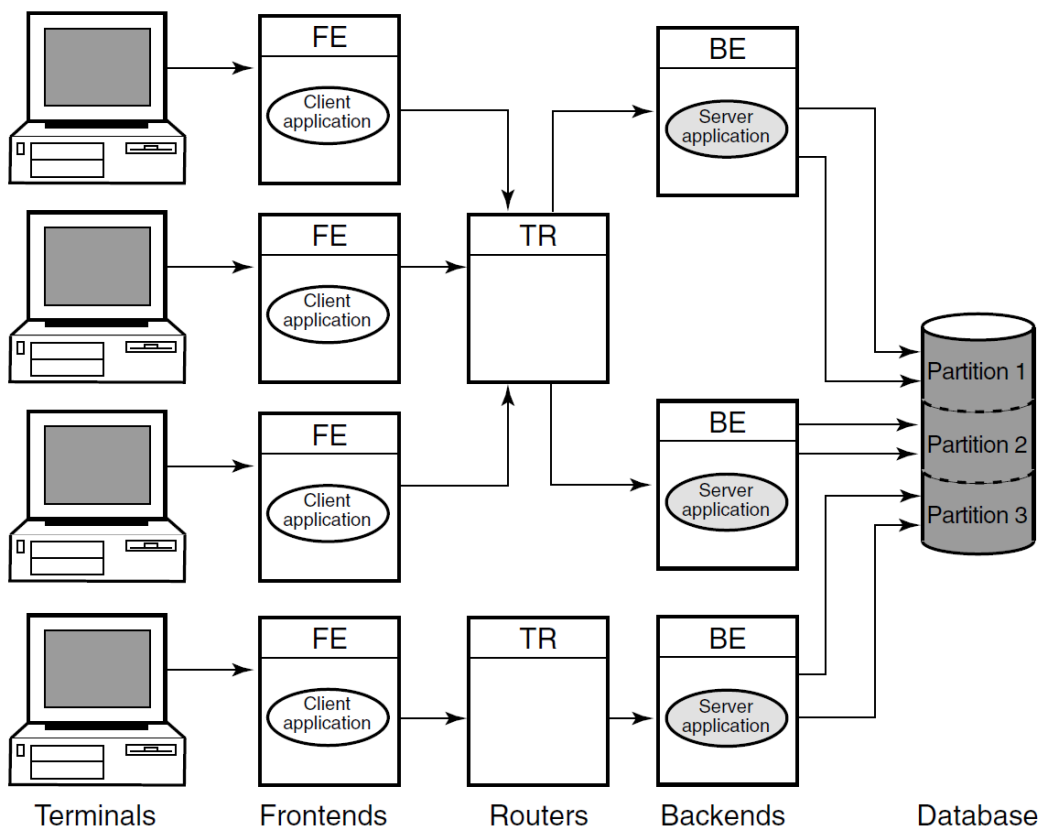 FE
Client
application
BE
Server
application
FE
Client
application
TR
Partition 1
FE
Client
application
BE
Server
application
Partition 2
Partition 3
FE
Client
application
TR
BE
Server
application
Terminals
Frontends
Routers
Backends
Database